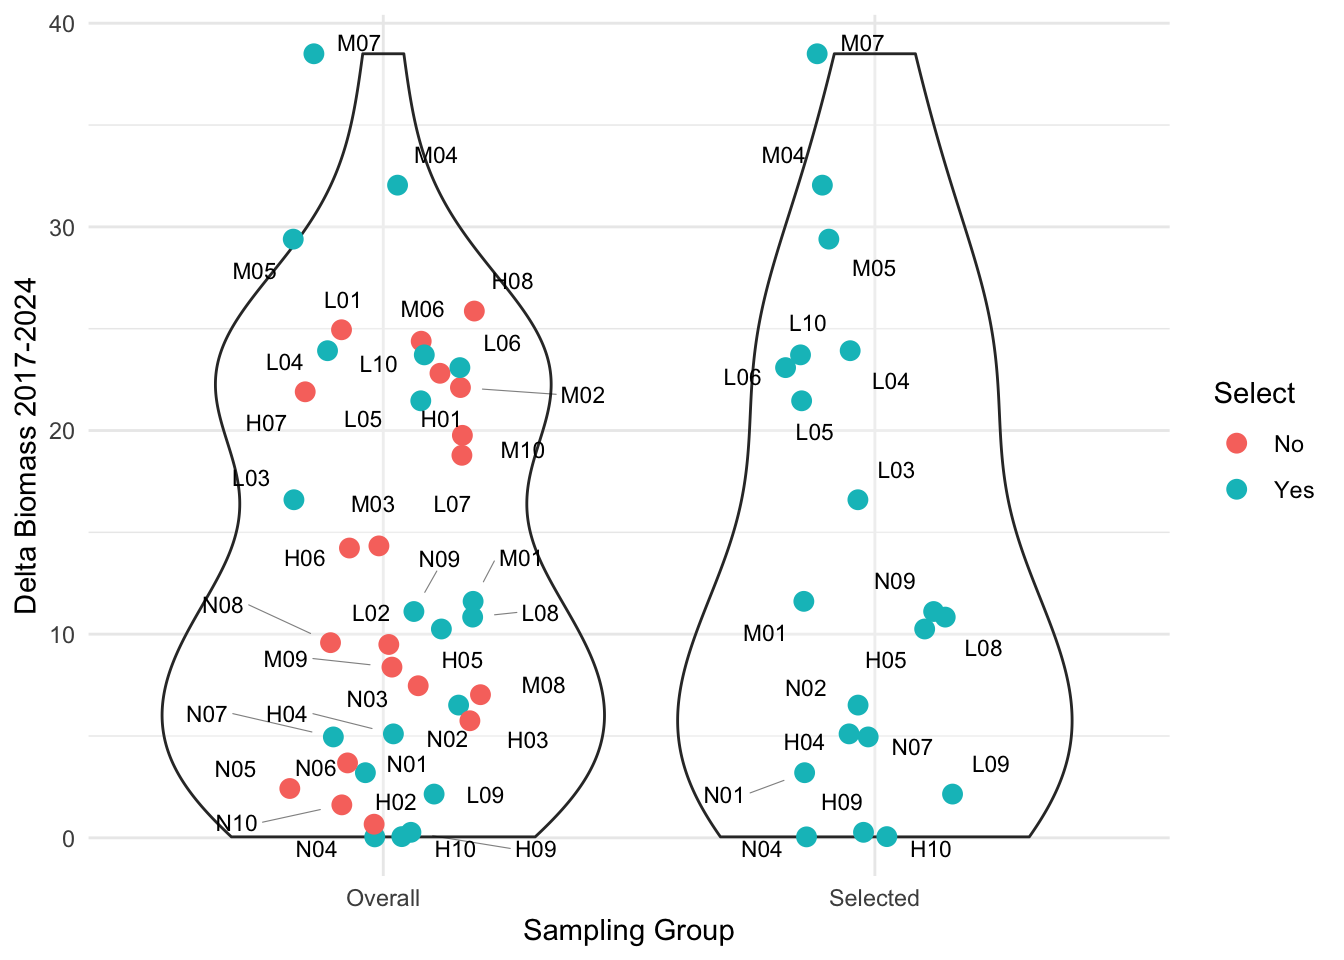 40
M07
M07
M04
M04
30
M05
M05
H08
L01
M06
L10
L06
L04
L10
L06
L04
M02
H07
L05
H01
L05
20
M10
L03
L03
M03
L07
H06
N09
M01
N09
N08
L02
L08
10
M01
M09
H05
H05
L08
M08
N02
N03
N07
H04
N02
H03
H04
N07
N05
N06
N01
L09
N01
L09
H02
H09
N10
0
N04
H10
H09
N04
H10
Overall
Selected
Sampling Group
Delta Biomass 2017-2024
Select
No
Yes